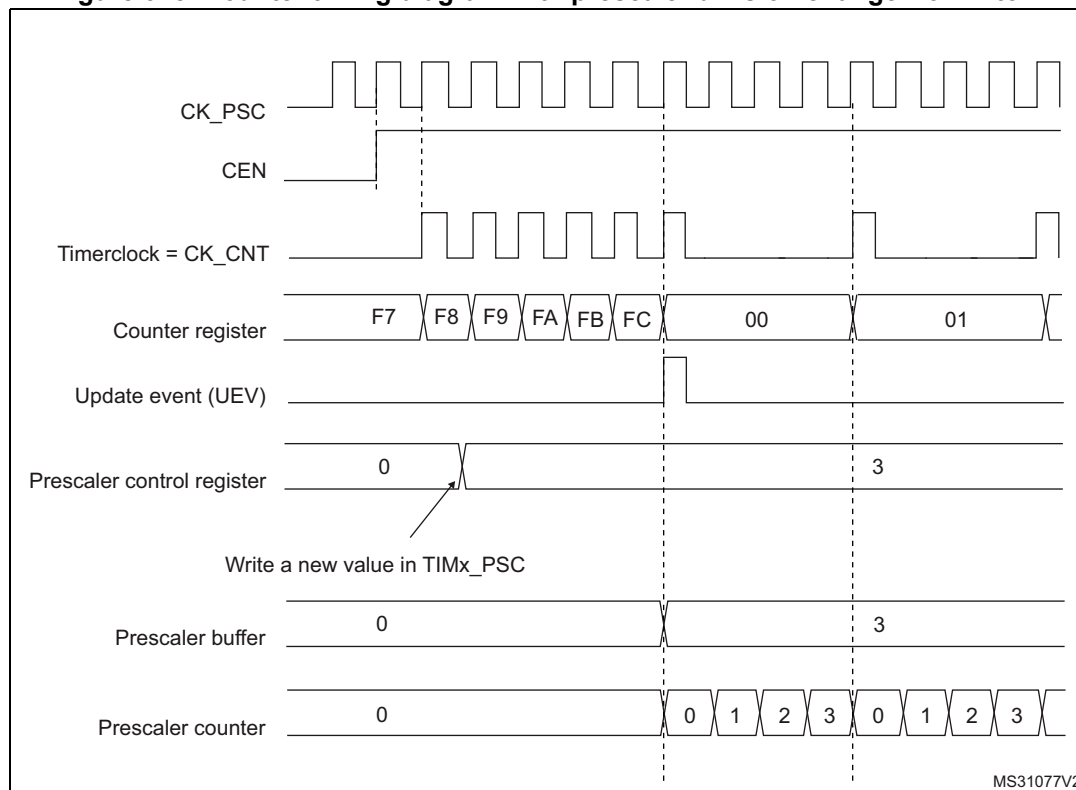 CK_PSC
CEN
Timerclock = CK_CNT
Counter register
F7 F8 F9 FA FB FC 00 01
Update event (UEV)
Prescaler control register
0 3
Write a new value in TIMx_PSC
Prescaler buffer
0 3
Prescaler counter
0 0 1 2 3 0 1 2 3
MS31077V2